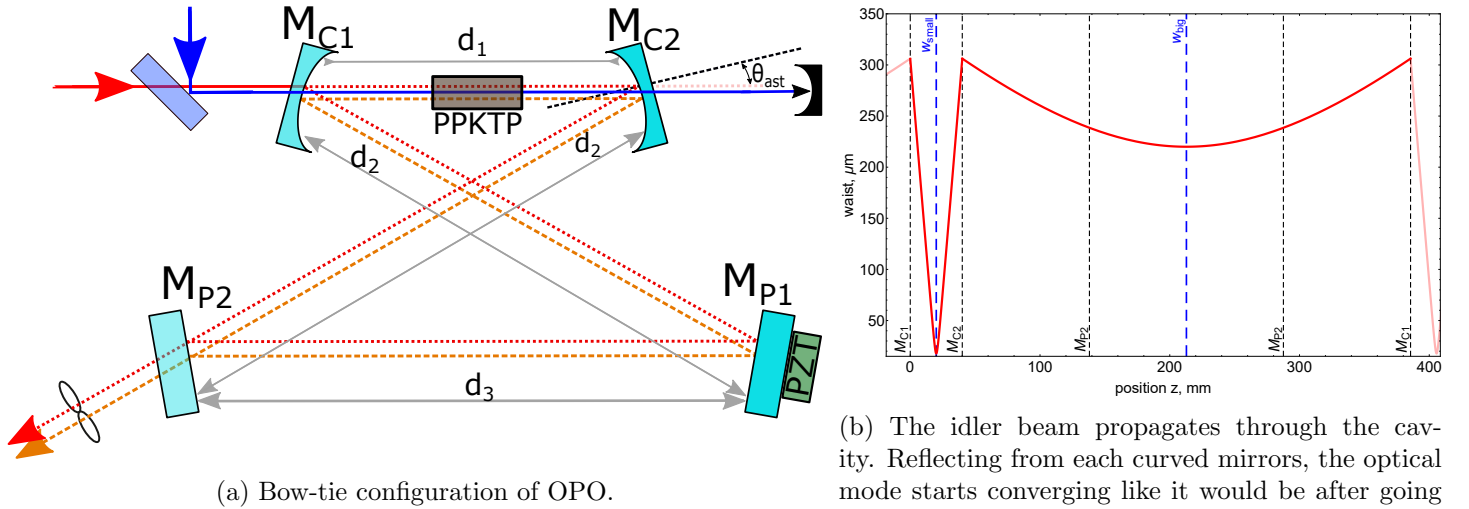 M_C1
M_C2
d_1
θ_ast
PPKTP
d_2
d_2
M_P2
M_P1
PZT
d_3
(a) Bow-tie configuration of OPO.
350
300
250
200
150
100
50
waist, μm
w_small
w_big
M_C1
M_C2
M_P2
M_P2
M_C1
0
100
200
300
400
position z, mm
(b) The idler beam propagates through the cav-
ity. Reflecting from each curved mirrors, the optical
mode starts converging like it would be after going